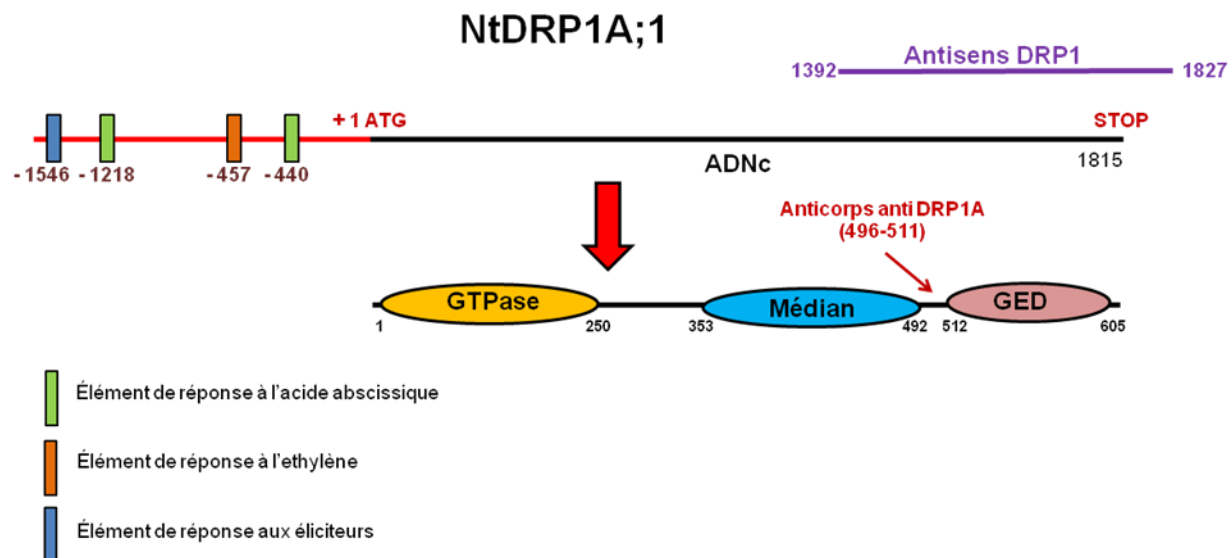 NtDRP1A;1
Antisens DRP1
1392
1827
+ 1 ATG
STOP
- 1546
- 1218
- 457
- 440
ADNc
1815
Anticorps anti DRP1A
(496-511)
GTPase
Médian
GED
1
250
353
492
512
605
Élément de réponse à l'acide abscissique
Élément de réponse à l'ethylène
Élément de réponse aux éliciteurs